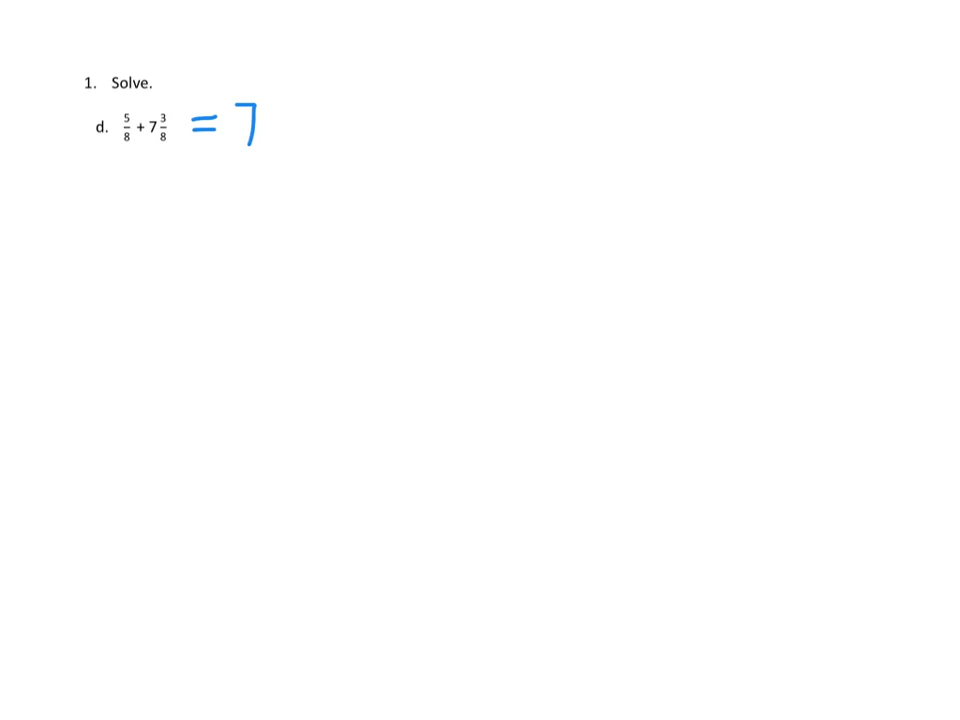 1. Solve.
d. 5/8 + 7 3/8 = 7